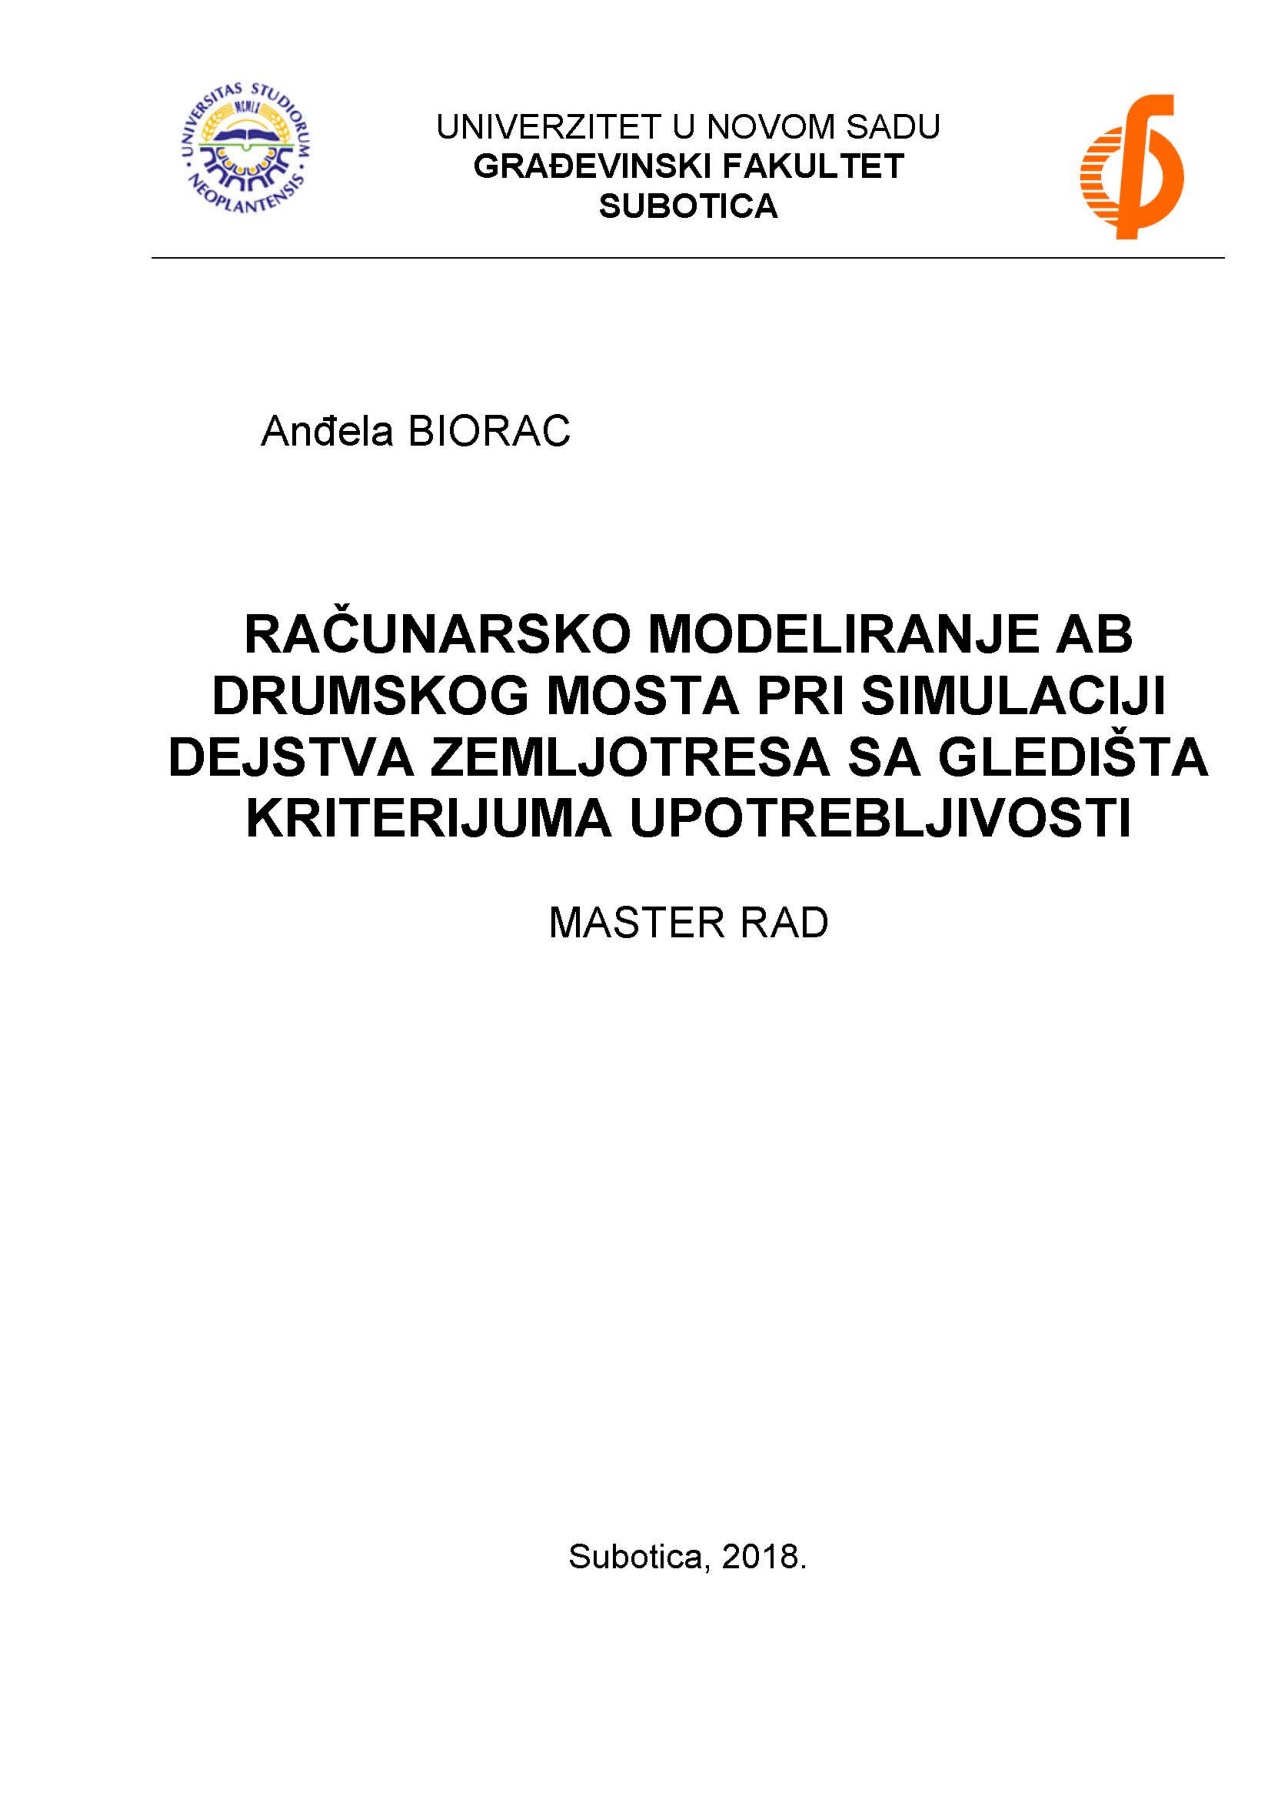 UNIVERSITAS STUDIORUM
MCMLX
NEOPLANTENSIS
UNIVERZITET U NOVOM SADU
GRAĐEVINSKI FAKULTET
SUBOTICA
Anđela BIORAC
RAČUNARSKO MODELIRANJE AB
DRUMSKOG MOSTA PRI SIMULACIJI
DEJSTVA ZEMLJOTRESA SA GLEDIŠTA
KRITERIJUMA UPOTREBLJIVOSTI
MASTER RAD
Subotica, 2018.